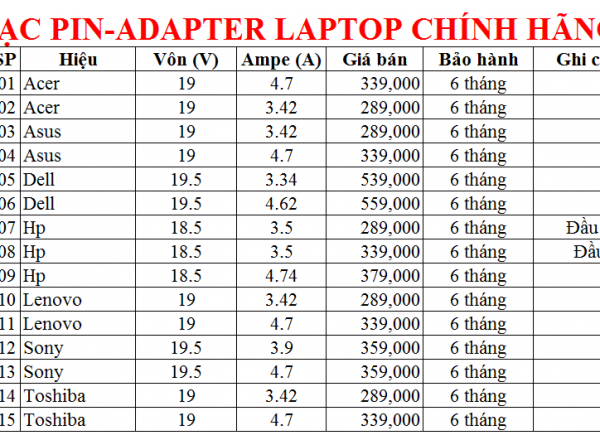 ẠC PIN-ADAPTER LAPTOP CHÍNH HÃNG
SP Hiệu Vôn (V) Ampe (A) Giá bán Bảo hành Ghi c
01 Acer 19 4.7 339,000 6 tháng
02 Acer 19 3.42 289,000 6 tháng
03 Asus 19 3.42 289,000 6 tháng
04 Asus 19 4.7 339,000 6 tháng
05 Dell 19.5 3.34 539,000 6 tháng
06 Dell 19.5 4.62 559,000 6 tháng
07 Hp 18.5 3.5 289,000 6 tháng Đầu
08 Hp 18.5 3.5 339,000 6 tháng Đầu
09 Hp 18.5 4.74 379,000 6 tháng
10 Lenovo 19 3.42 289,000 6 tháng
11 Lenovo 19 4.7 339,000 6 tháng
12 Sony 19.5 3.9 359,000 6 tháng
13 Sony 19.5 4.7 359,000 6 tháng
14 Toshiba 19 3.42 289,000 6 tháng
15 Toshiba 19 4.7 339,000 6 tháng